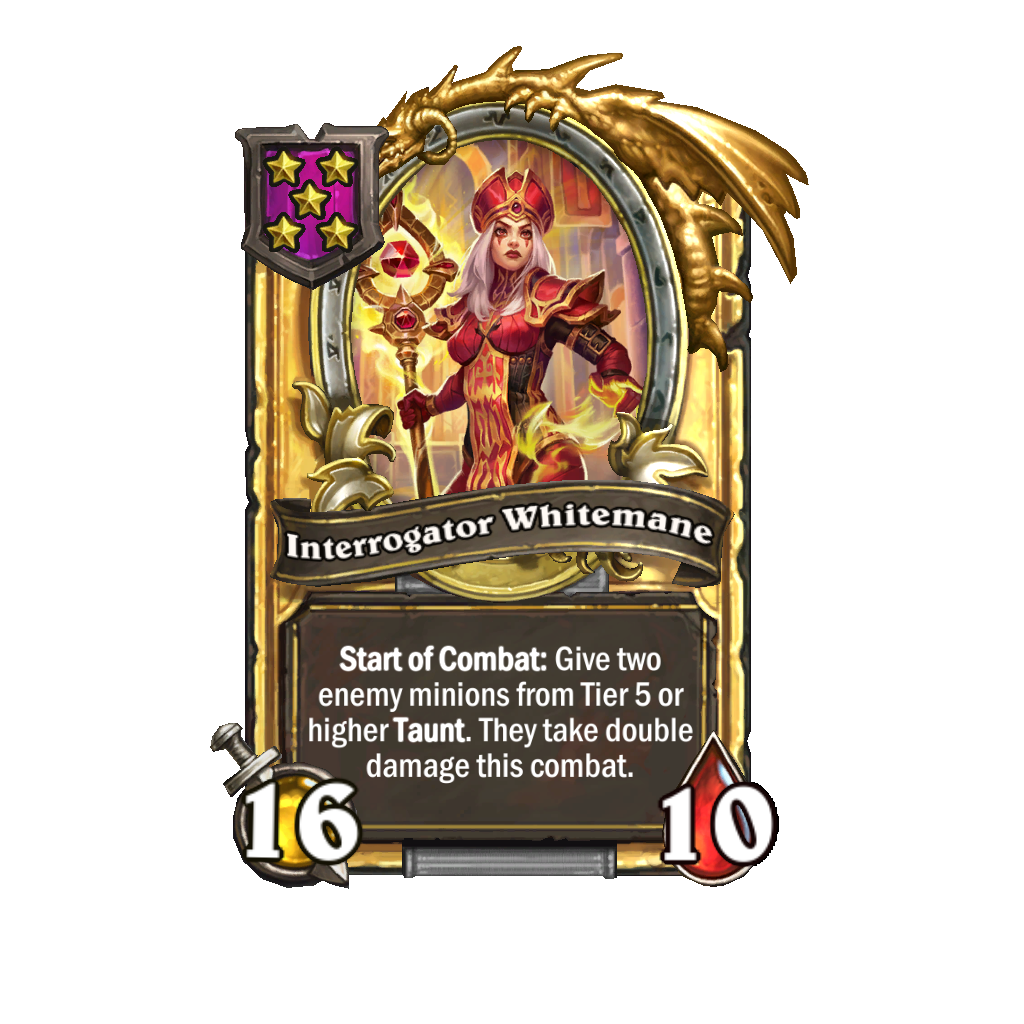 Interrogator Whitemane
Start of Combat: Give two
enemy minions from Tier 5 or
higher Taunt. They take double
damage this combat.
16
10